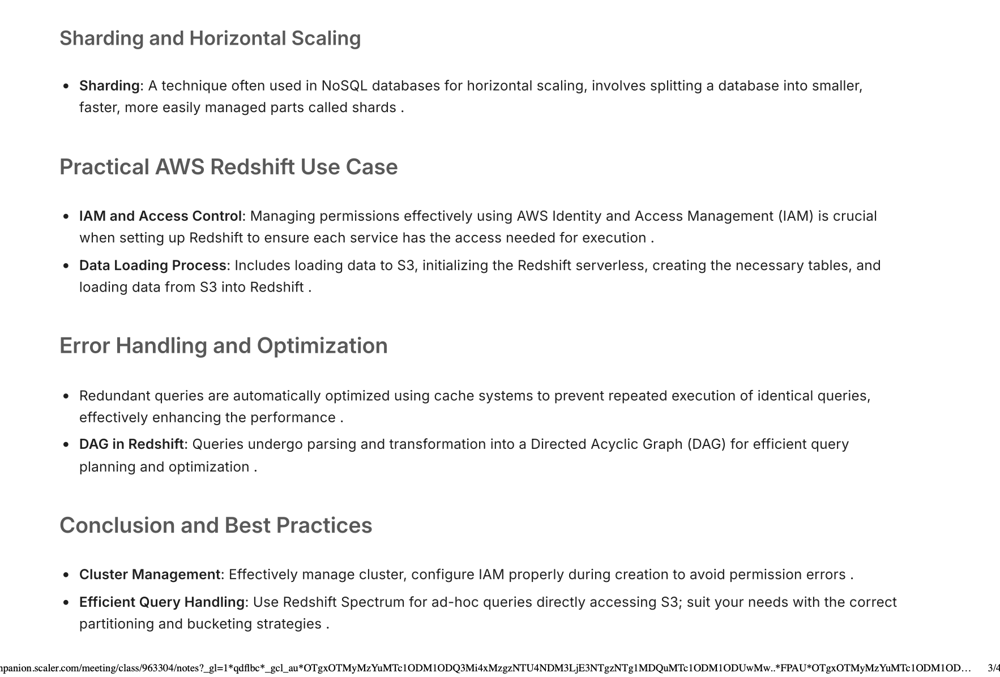 Sharding and Horizontal Scaling
• Sharding: A technique often used in NoSQL databases for horizontal scaling, involves splitting a database into smaller,
faster, more easily managed parts called shards .
Practical AWS Redshift Use Case
• IAM and Access Control: Managing permissions effectively using AWS Identity and Access Management (IAM) is crucial
when setting up Redshift to ensure each service has the access needed for execution .
• Data Loading Process: Includes loading data to S3, initializing the Redshift serverless, creating the necessary tables, and
loading data from S3 into Redshift .
Error Handling and Optimization
• Redundant queries are automatically optimized using cache systems to prevent repeated execution of identical queries,
effectively enhancing the performance .
• DAG in Redshift: Queries undergo parsing and transformation into a Directed Acyclic Graph (DAG) for efficient query
planning and optimization .
Conclusion and Best Practices
• Cluster Management: Effectively manage cluster, configure IAM properly during creation to avoid permission errors .
• Efficient Query Handling: Use Redshift Spectrum for ad-hoc queries directly accessing S3; suit your needs with the correct
partitioning and bucketing strategies .
npanion.scaler.com/meeting/class/963304/notes?_gl=1*qdflbc*_gcl_au*OTgxOTMyMzYuMTc1ODM1ODQ3Mi4xMzgzNTU4NDM3LjE3NTgzNTg1MDQuMTc1ODM1ODUwMw..*FPAU*OTgxOTMyMzYuMTc1ODM1OD… 3/4